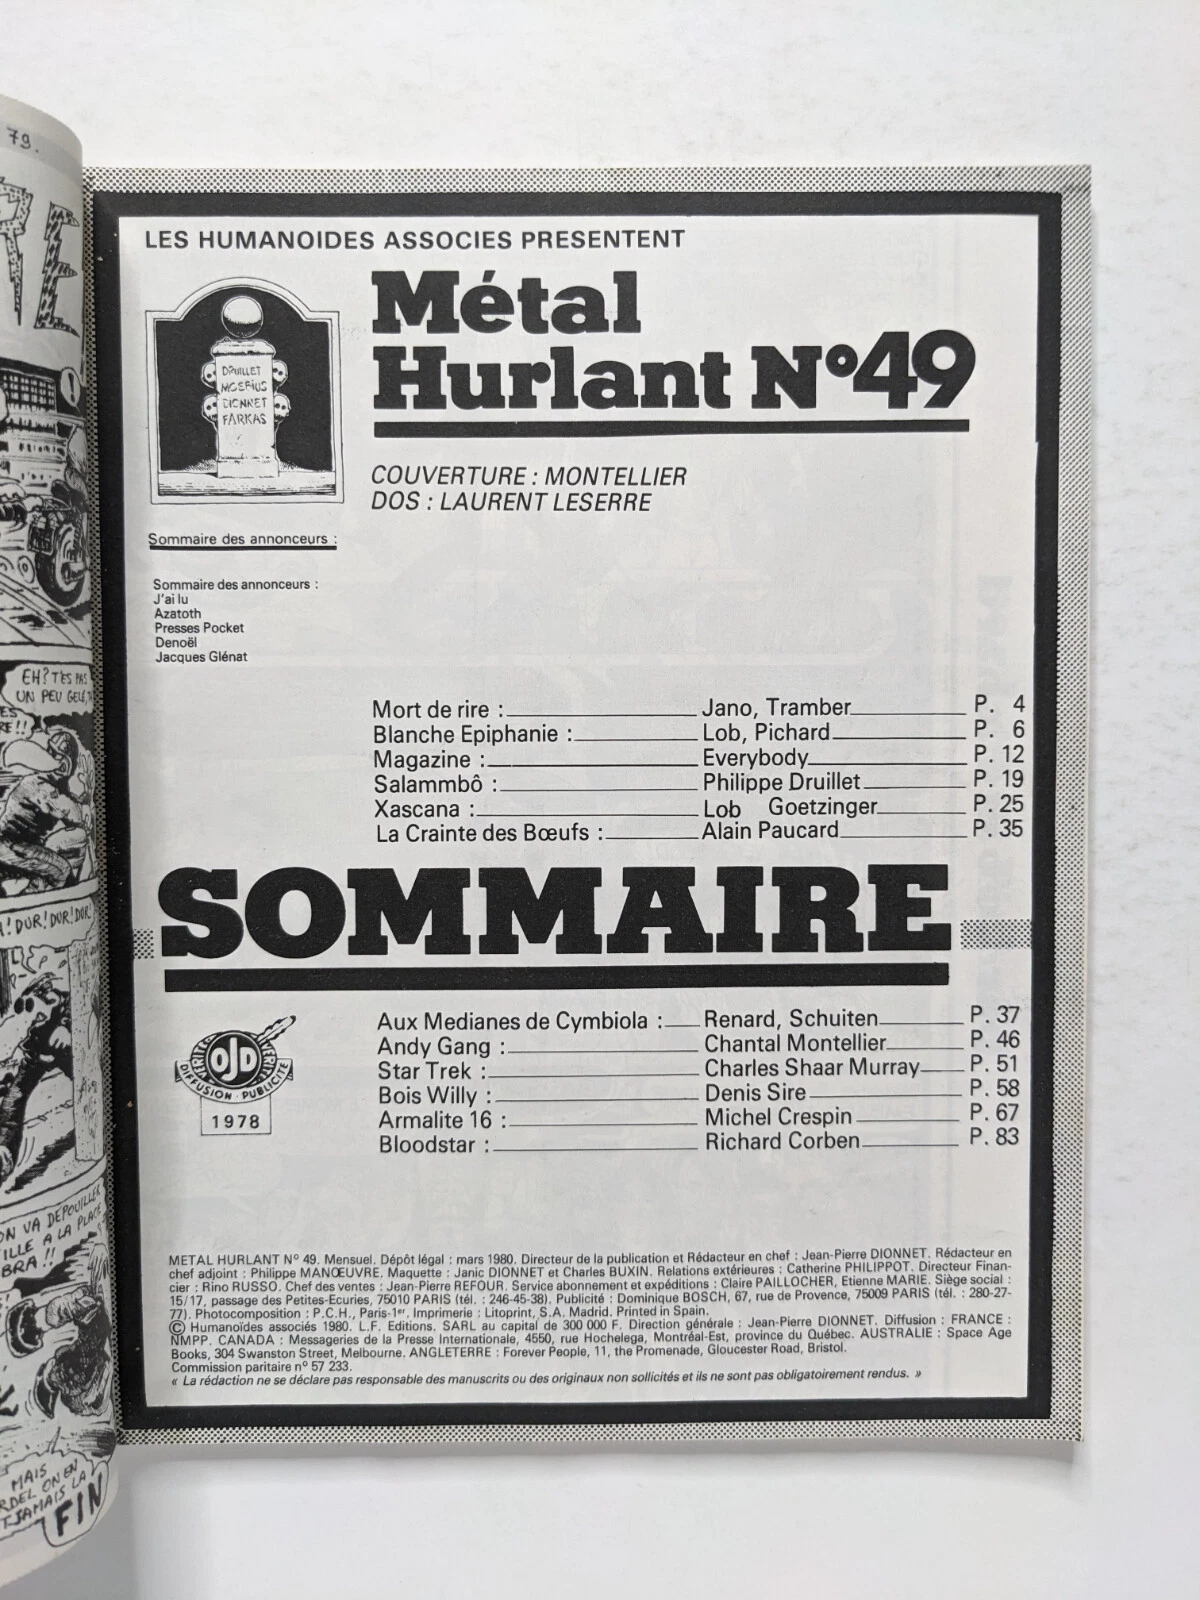 79.
RE
!
EH? T'ES PAS
UN PEU GELÉ,
DUR! DUR! DUR!
ON VA DEPOUILLER
ILLE A LA PLACE
BRA!!
MAIS
ON EN
JAMAIS LA
FIN
LES HUMANOIDES ASSOCIES PRESENTENT
Métal
Hurlant Nº49
DRUILLET
MOEBIUS
DIONNET
FARKAS
COUVERTURE : MONTELLIER
DOS : LAURENT LESERRE
Sommaire des annonceurs :
Sommaire des annonceurs :
J'ai lu
Azatoth
Presses Pocket
Denoël
Jacques Glénat
Mort de rire : Jano, Tramber P. 4
Blanche Epiphanie : Lob, Pichard P. 6
Magazine : Everybody P. 12
Salammbô : Philippe Druillet P. 19
Xascana : Lob Goetzinger P. 25
La Crainte des Bœufs : Alain Paucard P. 35
SOMMAIRE
Aux Medianes de Cymbiola : Renard, Schuiten P. 37
Andy Gang : Chantal Montellier P. 46
Star Trek : Charles Shaar Murray P. 51
Bois Willy : Denis Sire P. 58
Armalite 16 : Michel Crespin P. 67
Bloodstar : Richard Corben P. 83
OJD
DIFFUSION - PUBLICITÉ
1978
METAL HURLANT Nº 49. Mensuel. Dépôt légal : mars 1980. Directeur de la publication et Rédacteur en chef : Jean-Pierre DIONNET. Rédacteur en
chef adjoint : Philippe MANŒUVRE. Maquette : Janic DIONNET et Charles BUXIN. Relations extérieures : Catherine PHILIPPOT. Directeur Finan-
cier : Rino RUSSO. Chef des ventes : Jean-Pierre REFOUR. Service abonnement et expéditions : Claire PAILLOCHER, Etienne MARIE. Siège social :
15/17, passage des Petites-Ecuries, 75010 PARIS (tél. : 246-45-38). Publicité : Dominique BOSCH, 67, rue de Provence, 75009 PARIS (tél. : 280-27-
77). Photocomposition : P.C.H., Paris-1er. Imprimerie : Litoprint, S.A. Madrid. Printed in Spain.
© Humanoïdes associés 1980. L.F. Editions. SARL au capital de 300 000 F. Direction générale : Jean-Pierre DIONNET. Diffusion : FRANCE :
NMPP. CANADA : Messageries de la Presse Internationale, 4550, rue Hochelega, Montréal-Est, province du Québec. AUSTRALIE : Space Age
Books, 304 Swanston Street, Melbourne. ANGLETERRE : Forever People, 11, the Promenade, Gloucester Road, Bristol.
Commission paritaire nº 57 233.
« La rédaction ne se déclare pas responsable des manuscrits ou des originaux non sollicités et ils ne sont pas obligatoirement rendus. »